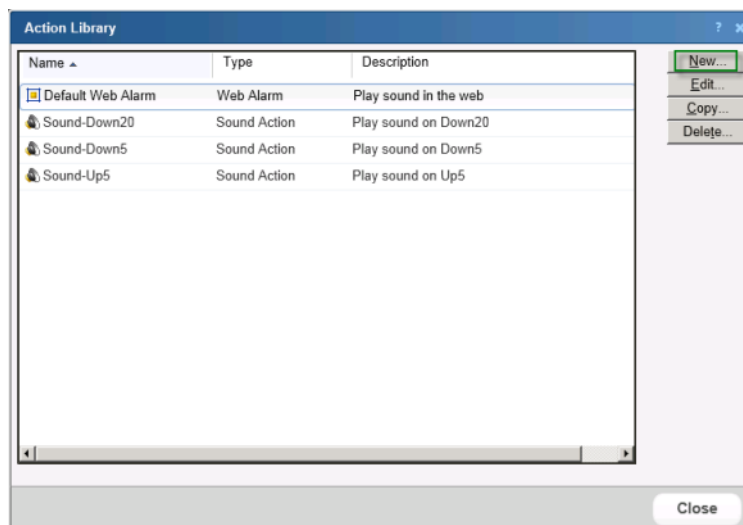 Action Library ?
Name Type Description
Default Web Alarm Web Alarm Play sound in the web
Sound-Down20 Sound Action Play sound on Down20
Sound-Down5 Sound Action Play sound on Down5
Sound-Up5 Sound Action Play sound on Up5
New...
Edit...
Copy...
Delete...
Close